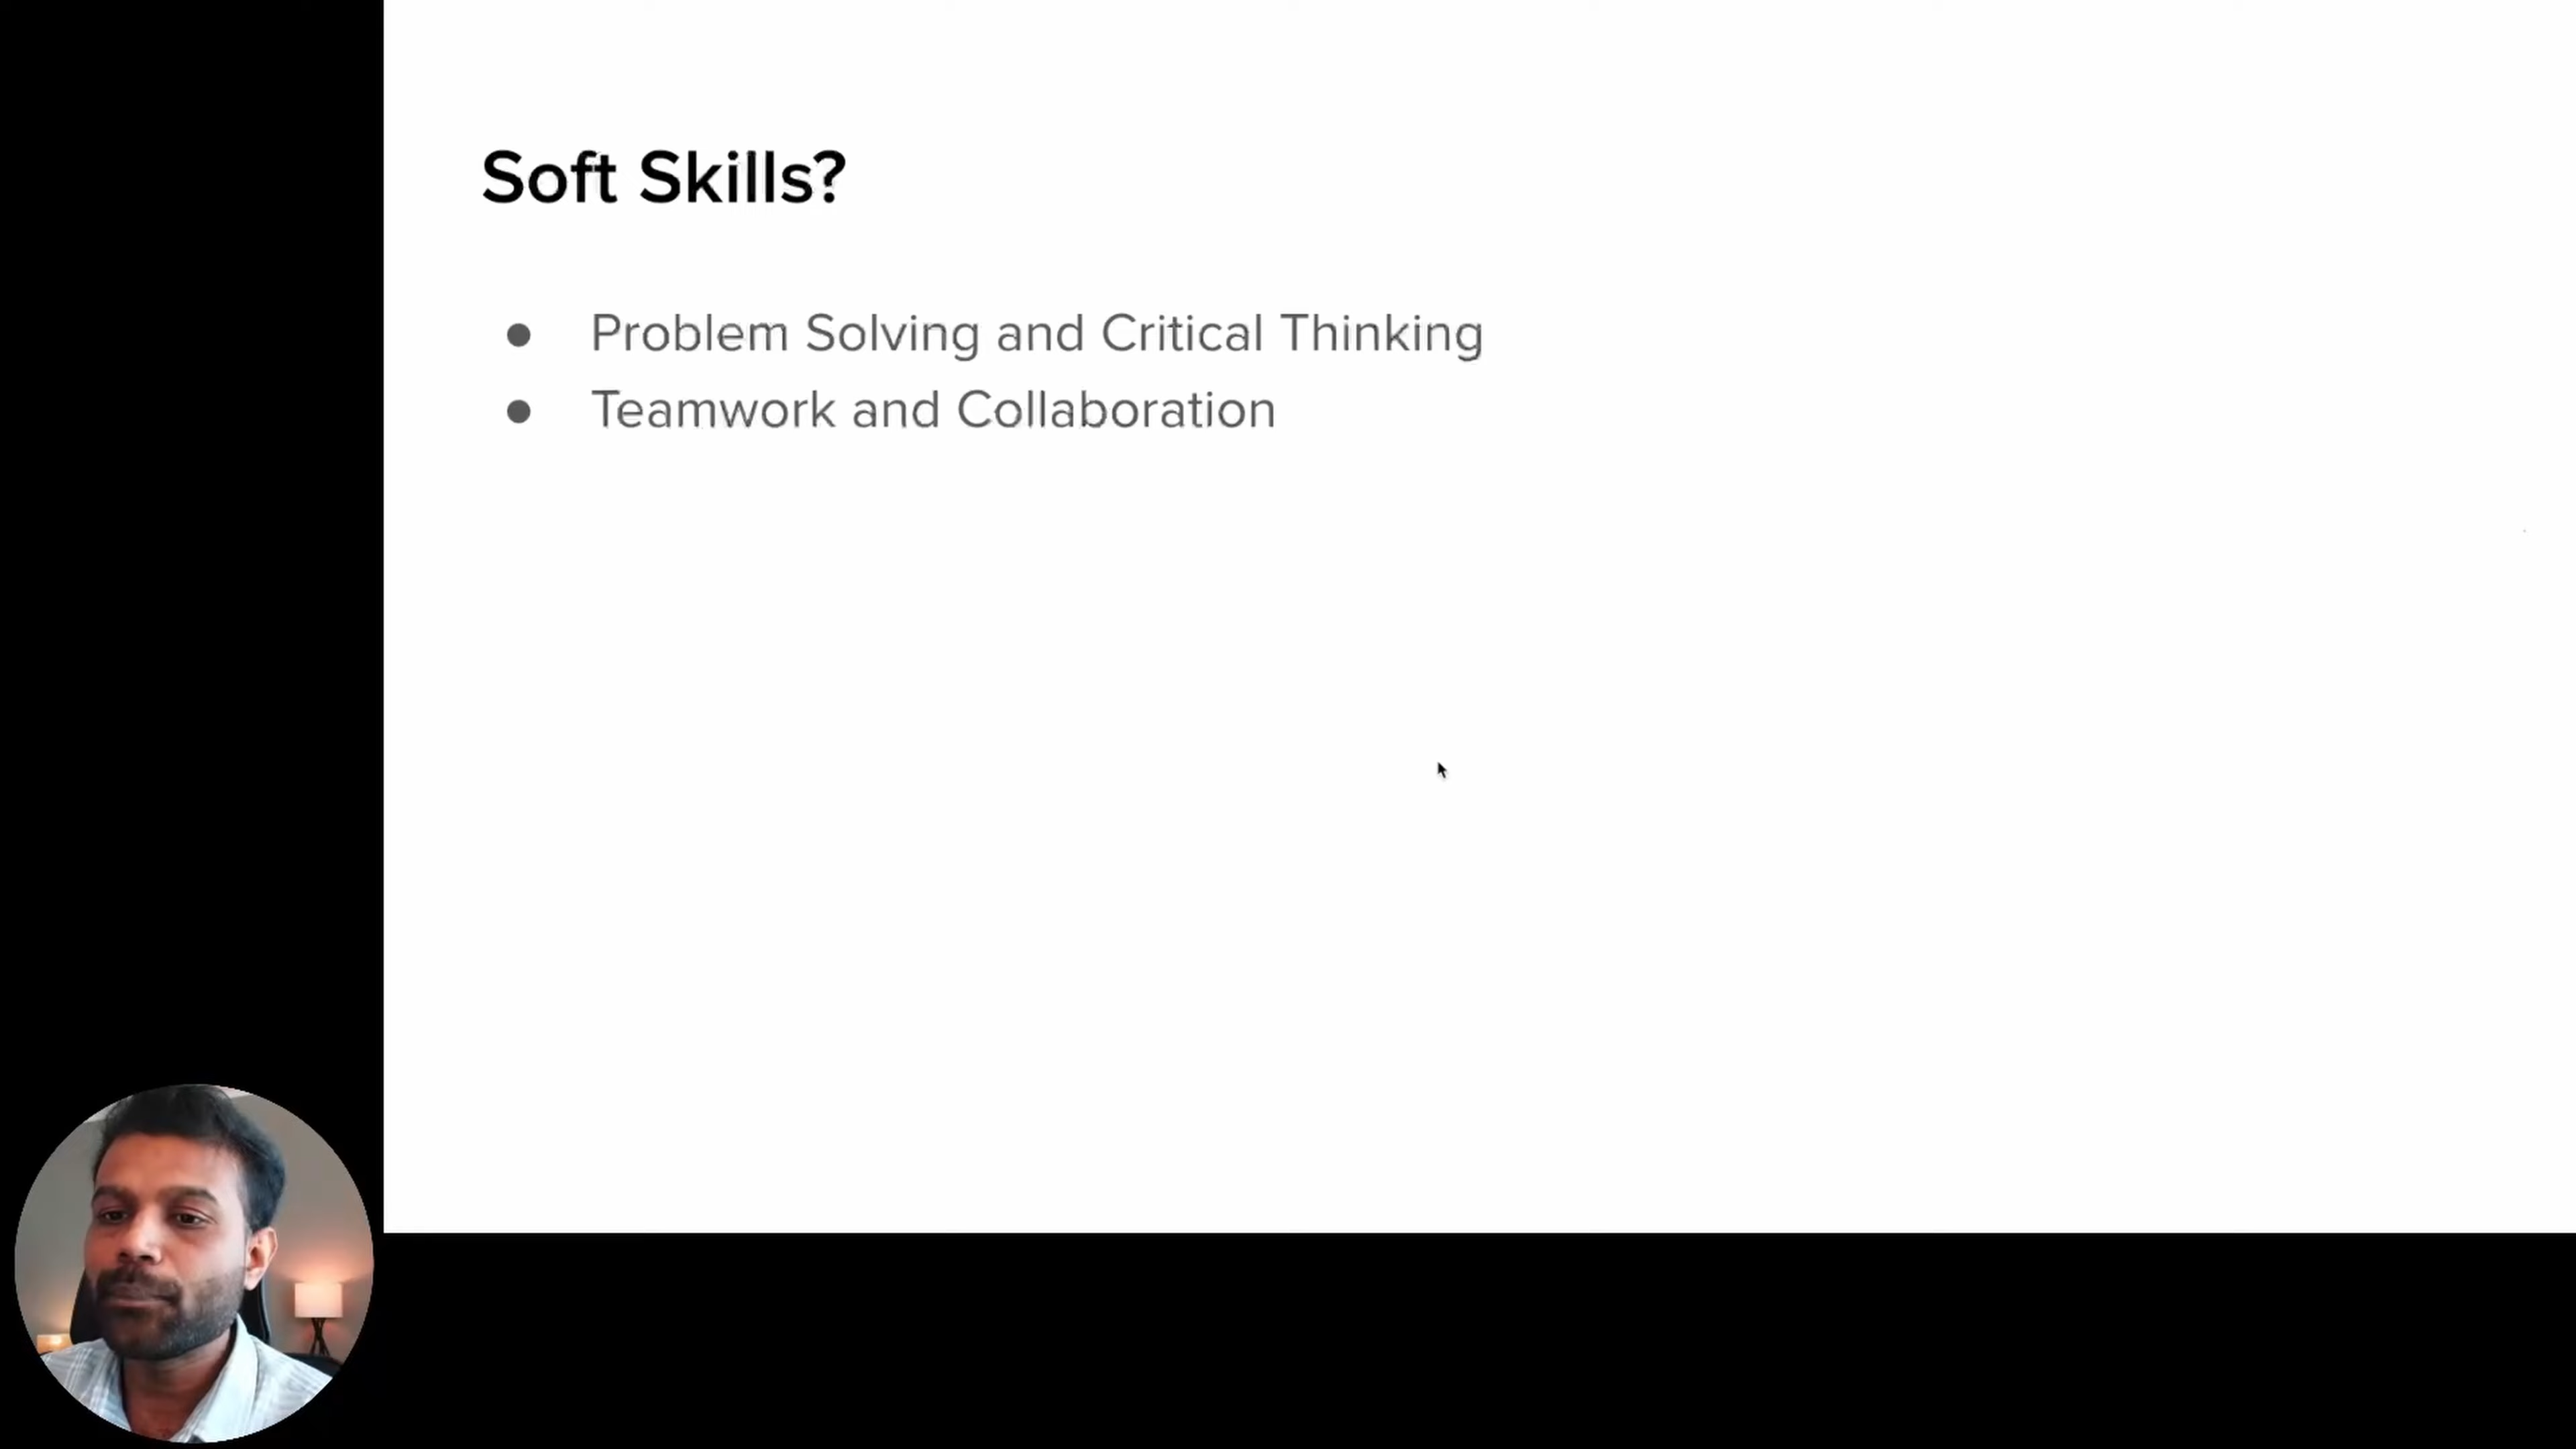 Soft Skills?
● Problem Solving and Critical Thinking
● Teamwork and Collaboration